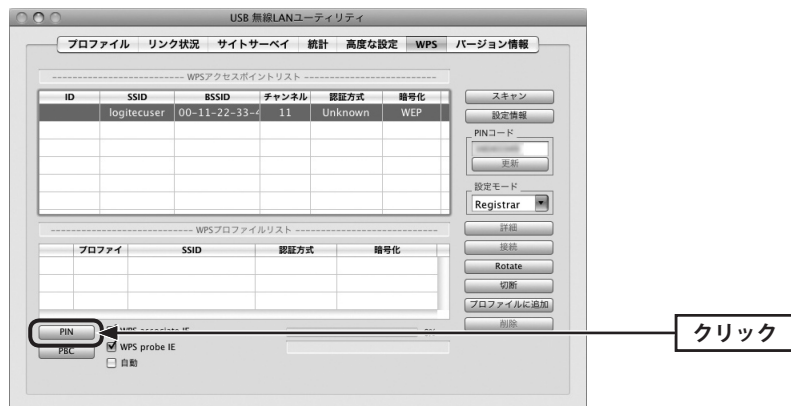 USB 無線LANユーティリティ
プロファイル リンク状況 サイトサーベイ 統計 高度な設定 WPS バージョン情報
WPSアクセスポイントリスト
ID SSID BSSID チャンネル 認証方式 暗号化
logitecuser 00-11-22-33-4 11 Unknown WEP
スキャン
設定情報
PINコード
更新
設定モード
Registrar
WPSプロファイルリスト
プロファイ SSID 認証方式 暗号化
詳細
接続
Rotate
切断
プロファイルに追加
削除
PIN WPS associate IE 0%
PBC WPS probe IE
自動
クリック